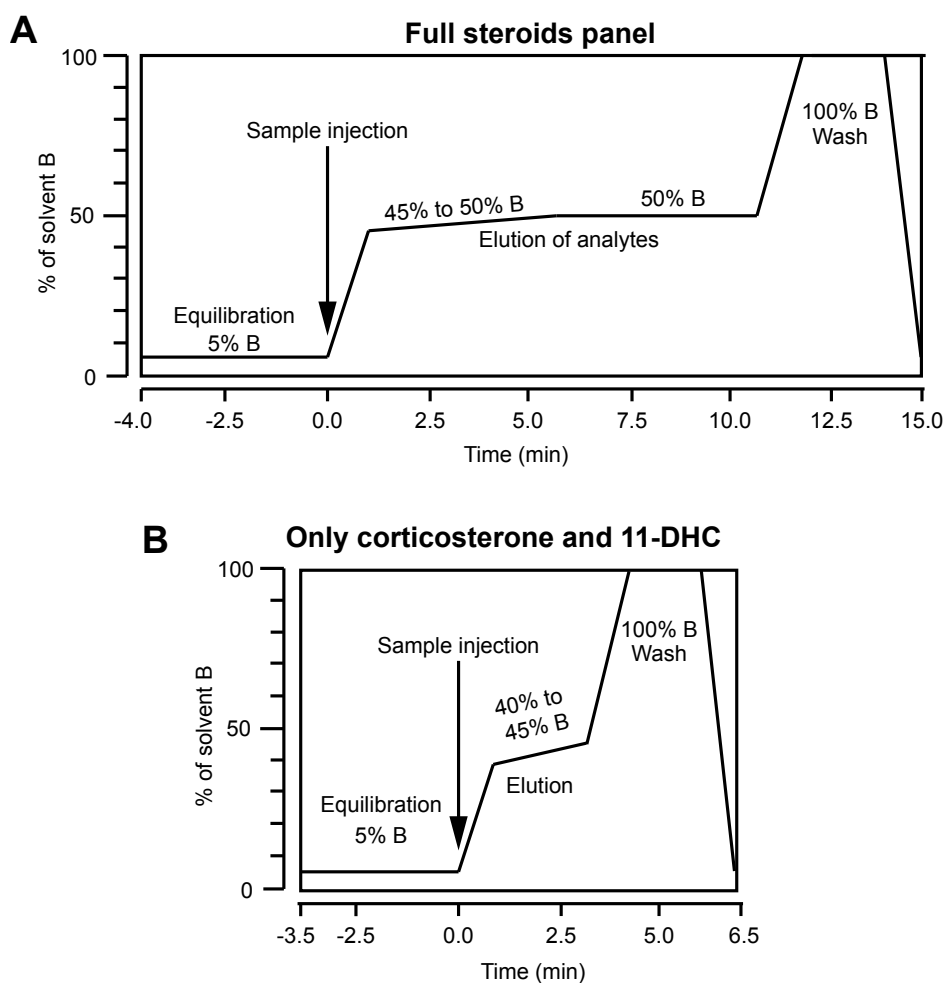 A
Full steroids panel
100
Sample injection
100% B
Wash
45% to 50% B
50% B
50
Elution of analytes
% of solvent B
Equilibration
5% B
0
-4.0 -2.5 0.0 2.5 5.0 7.5 10.0 12.5 15.0
Time (min)
B
Only corticosterone and 11-DHC
100
Sample injection
100% B
Wash
40% to
45% B
50
% of solvent B
Elution
Equilibration
5% B
0
-3.5 -2.5 0.0 2.5 5.0 6.5
Time (min)